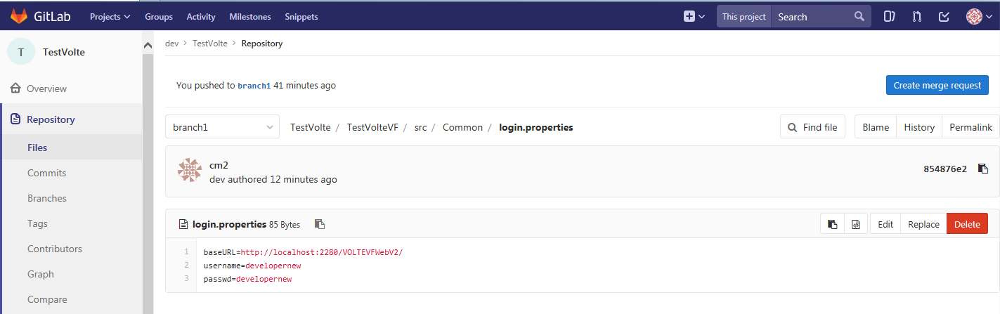 GitLab Projects Groups Activity Milestones Snippets This project Search
T TestVolte
Overview
Repository
Files
Commits
Branches
Tags
Contributors
Graph
Compare
dev > TestVolte > Repository
You pushed to branch1 41 minutes ago Create merge request
branch1 TestVolte / TestVolteVF / src / Common / login.properties Find file Blame History Permalink
cm2
dev authored 12 minutes ago
854876e2
login.properties 85 Bytes Edit Replace Delete
1 baseURL=http://localhost:2280/VOLTEVFWebV2/
2 username=developernew
3 passwd=developernew